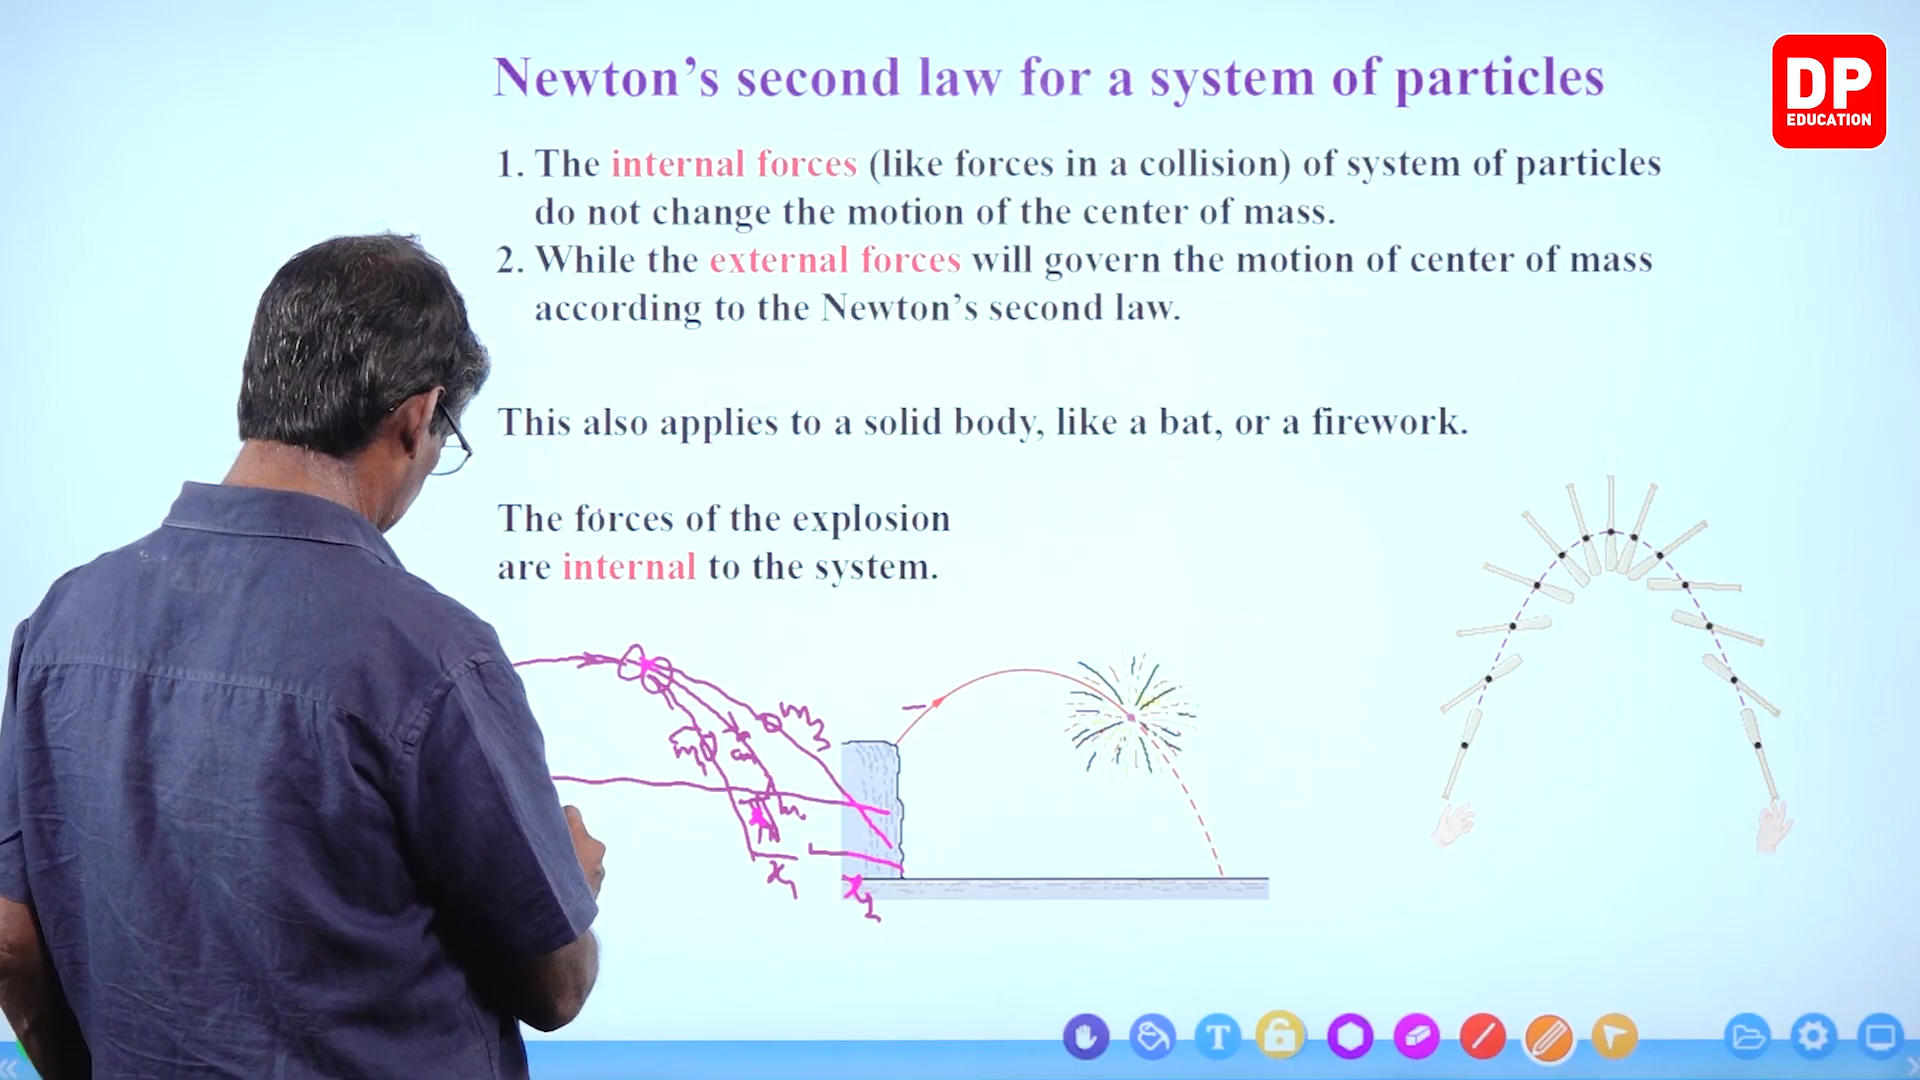 Newton's second law for a system of particles
DP
EDUCATION
1. The internal forces (like forces in a collision) of system of particles
do not change the motion of the center of mass.
2. While the external forces will govern the motion of center of mass
according to the Newton's second law.
This also applies to a solid body, like a bat, or a firework.
The forces of the explosion
are internal to the system.
m
m
x₁
x₂
T